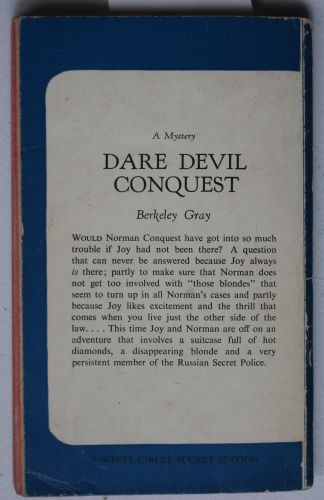 A Mystery
DARE DEVIL
CONQUEST
Berkeley Gray
WOULD Norman Conquest have got into so much
trouble if Joy had not been there? A question
that can never be answered because Joy always
is there; partly to make sure that Norman does
not get too involved with "those blondes" that
seem to turn up in all Norman's cases and partly
because Joy likes excitement and the thrill that
comes when you live just the other side of the
law. . . . This time Joy and Norman are off on an
adventure that involves a suitcase full of hot
diamonds, a disappearing blonde and a very
persistent member of the Russian Secret Police.
A WHITE CIRCLE POCKET EDITION